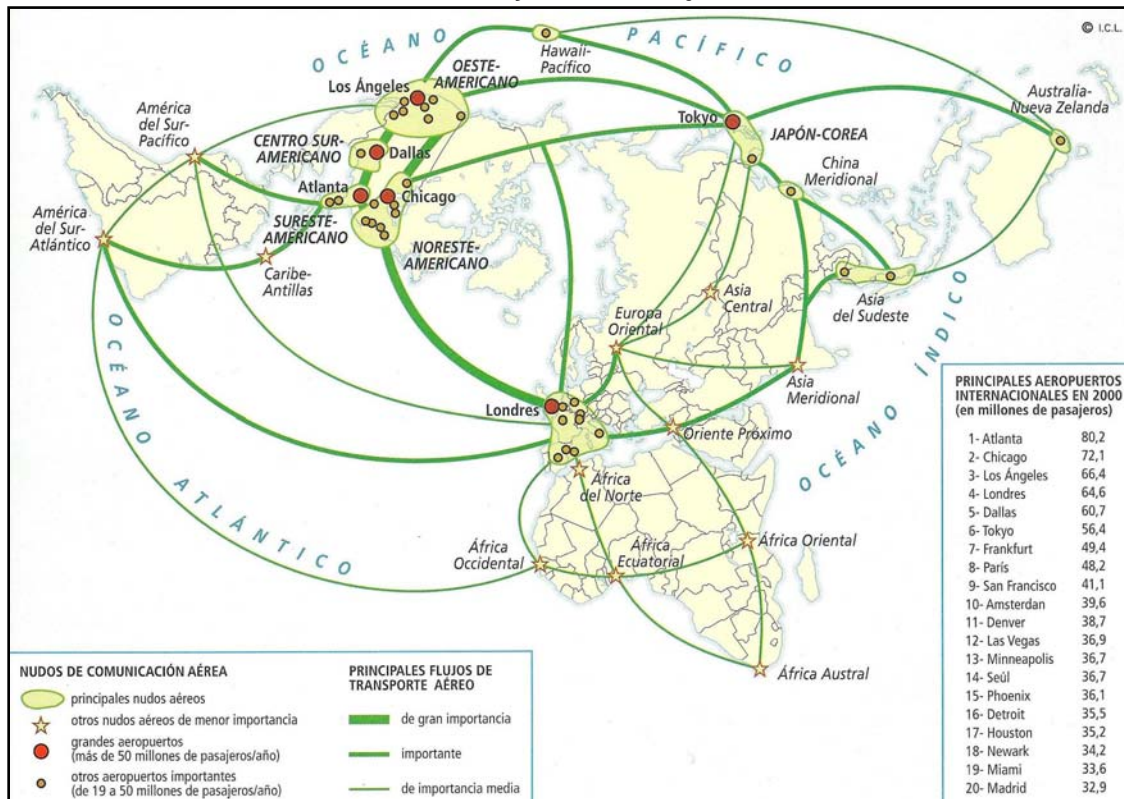 © I.C.L.
OCÉANO
PACÍFICO
Hawaii-
Pacífico
OESTE-
AMERICANO
Los Ángeles
América
del Sur-
Pacífico
Australia-
Nueva Zelanda
Tokyo
JAPÓN-COREA
CENTRO SUR-
AMERICANO
Dallas
China
Meridional
Atlanta
Chicago
América
del Sur-
Atlántico
SURESTE-
AMERICANO
NORESTE-
AMERICANO
Caribe-
Antillas
Asia
Central
Asia
del Sudeste
Europa
Oriental
OCÉANO ÍNDICO
Asia
Meridional
Londres
Oriente Próximo
OCÉANO ATLÁNTICO
África
del Norte
África
Occidental
África
Ecuatorial
África Oriental
África Austral
PRINCIPALES AEROPUERTOS
INTERNACIONALES EN 2000
(en millones de pasajeros)
1- Atlanta 80,2
2- Chicago 72,1
3- Los Ángeles 66,4
4- Londres 64,6
5- Dallas 60,7
6- Tokyo 56,4
7- Frankfurt 49,4
8- París 48,2
9- San Francisco 41,1
10- Amsterdan 39,6
11- Denver 38,7
12- Las Vegas 36,9
13- Minneapolis 36,7
14- Seúl 36,7
15- Phoenix 36,1
16- Detroit 35,5
17- Houston 35,2
18- Newark 34,2
19- Miami 33,6
20- Madrid 32,9
NUDOS DE COMUNICACIÓN AÉREA
principales nudos aéreos
otros nudos aéreos de menor importancia
grandes aeropuertos
(más de 50 millones de pasajeros/año)
otros aeropuertos importantes
(de 19 a 50 millones de pasajeros/año)
PRINCIPALES FLUJOS DE
TRANSPORTE AÉREO
de gran importancia
importante
de importancia media